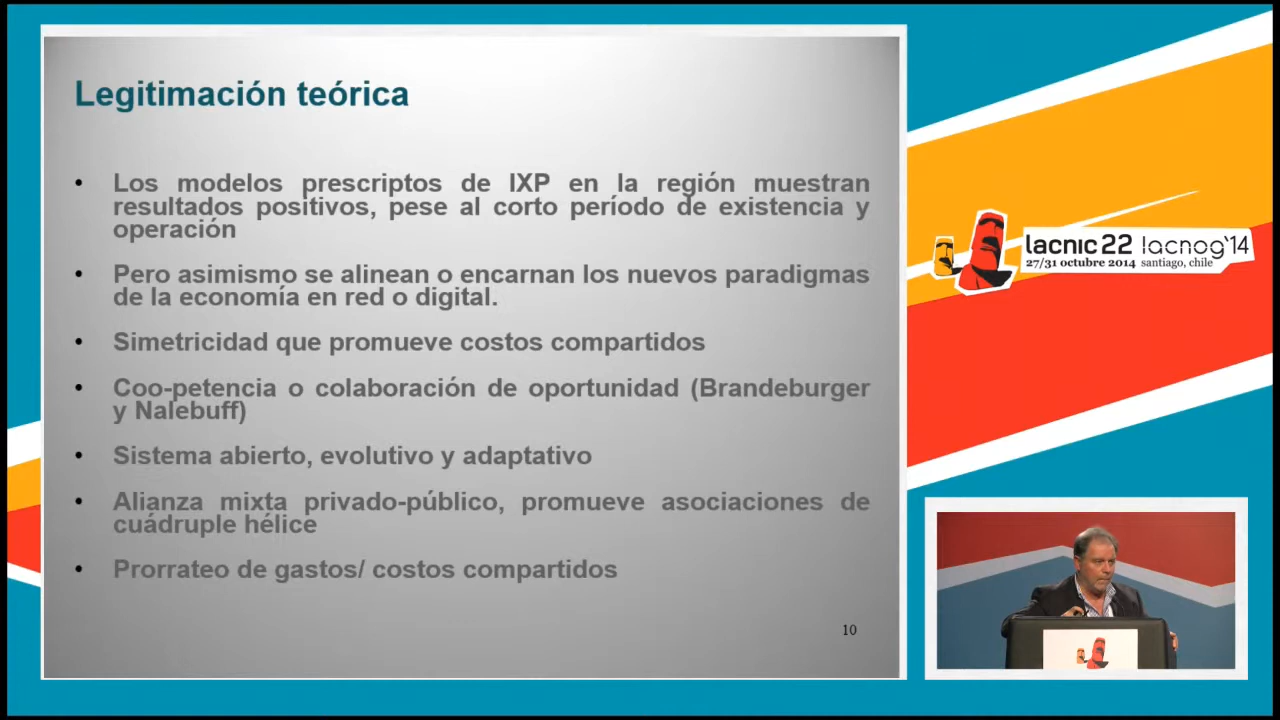 Legitimación teórica
• Los modelos prescriptos de IXP en la región muestran
resultados positivos, pese al corto período de existencia y
operación
• Pero asimismo se alinean o encarnan los nuevos paradigmas
de la economía en red o digital.
• Simetricidad que promueve costos compartidos
• Coo-petencia o colaboración de oportunidad (Brandeburger
y Nalebuff)
• Sistema abierto, evolutivo y adaptativo
• Alianza mixta privado-público, promueve asociaciones de
cuádruple hélice
• Prorrateo de gastos/ costos compartidos
10
lacnic 22 lacnog'14
27/31 octubre 2014 santiago, chile